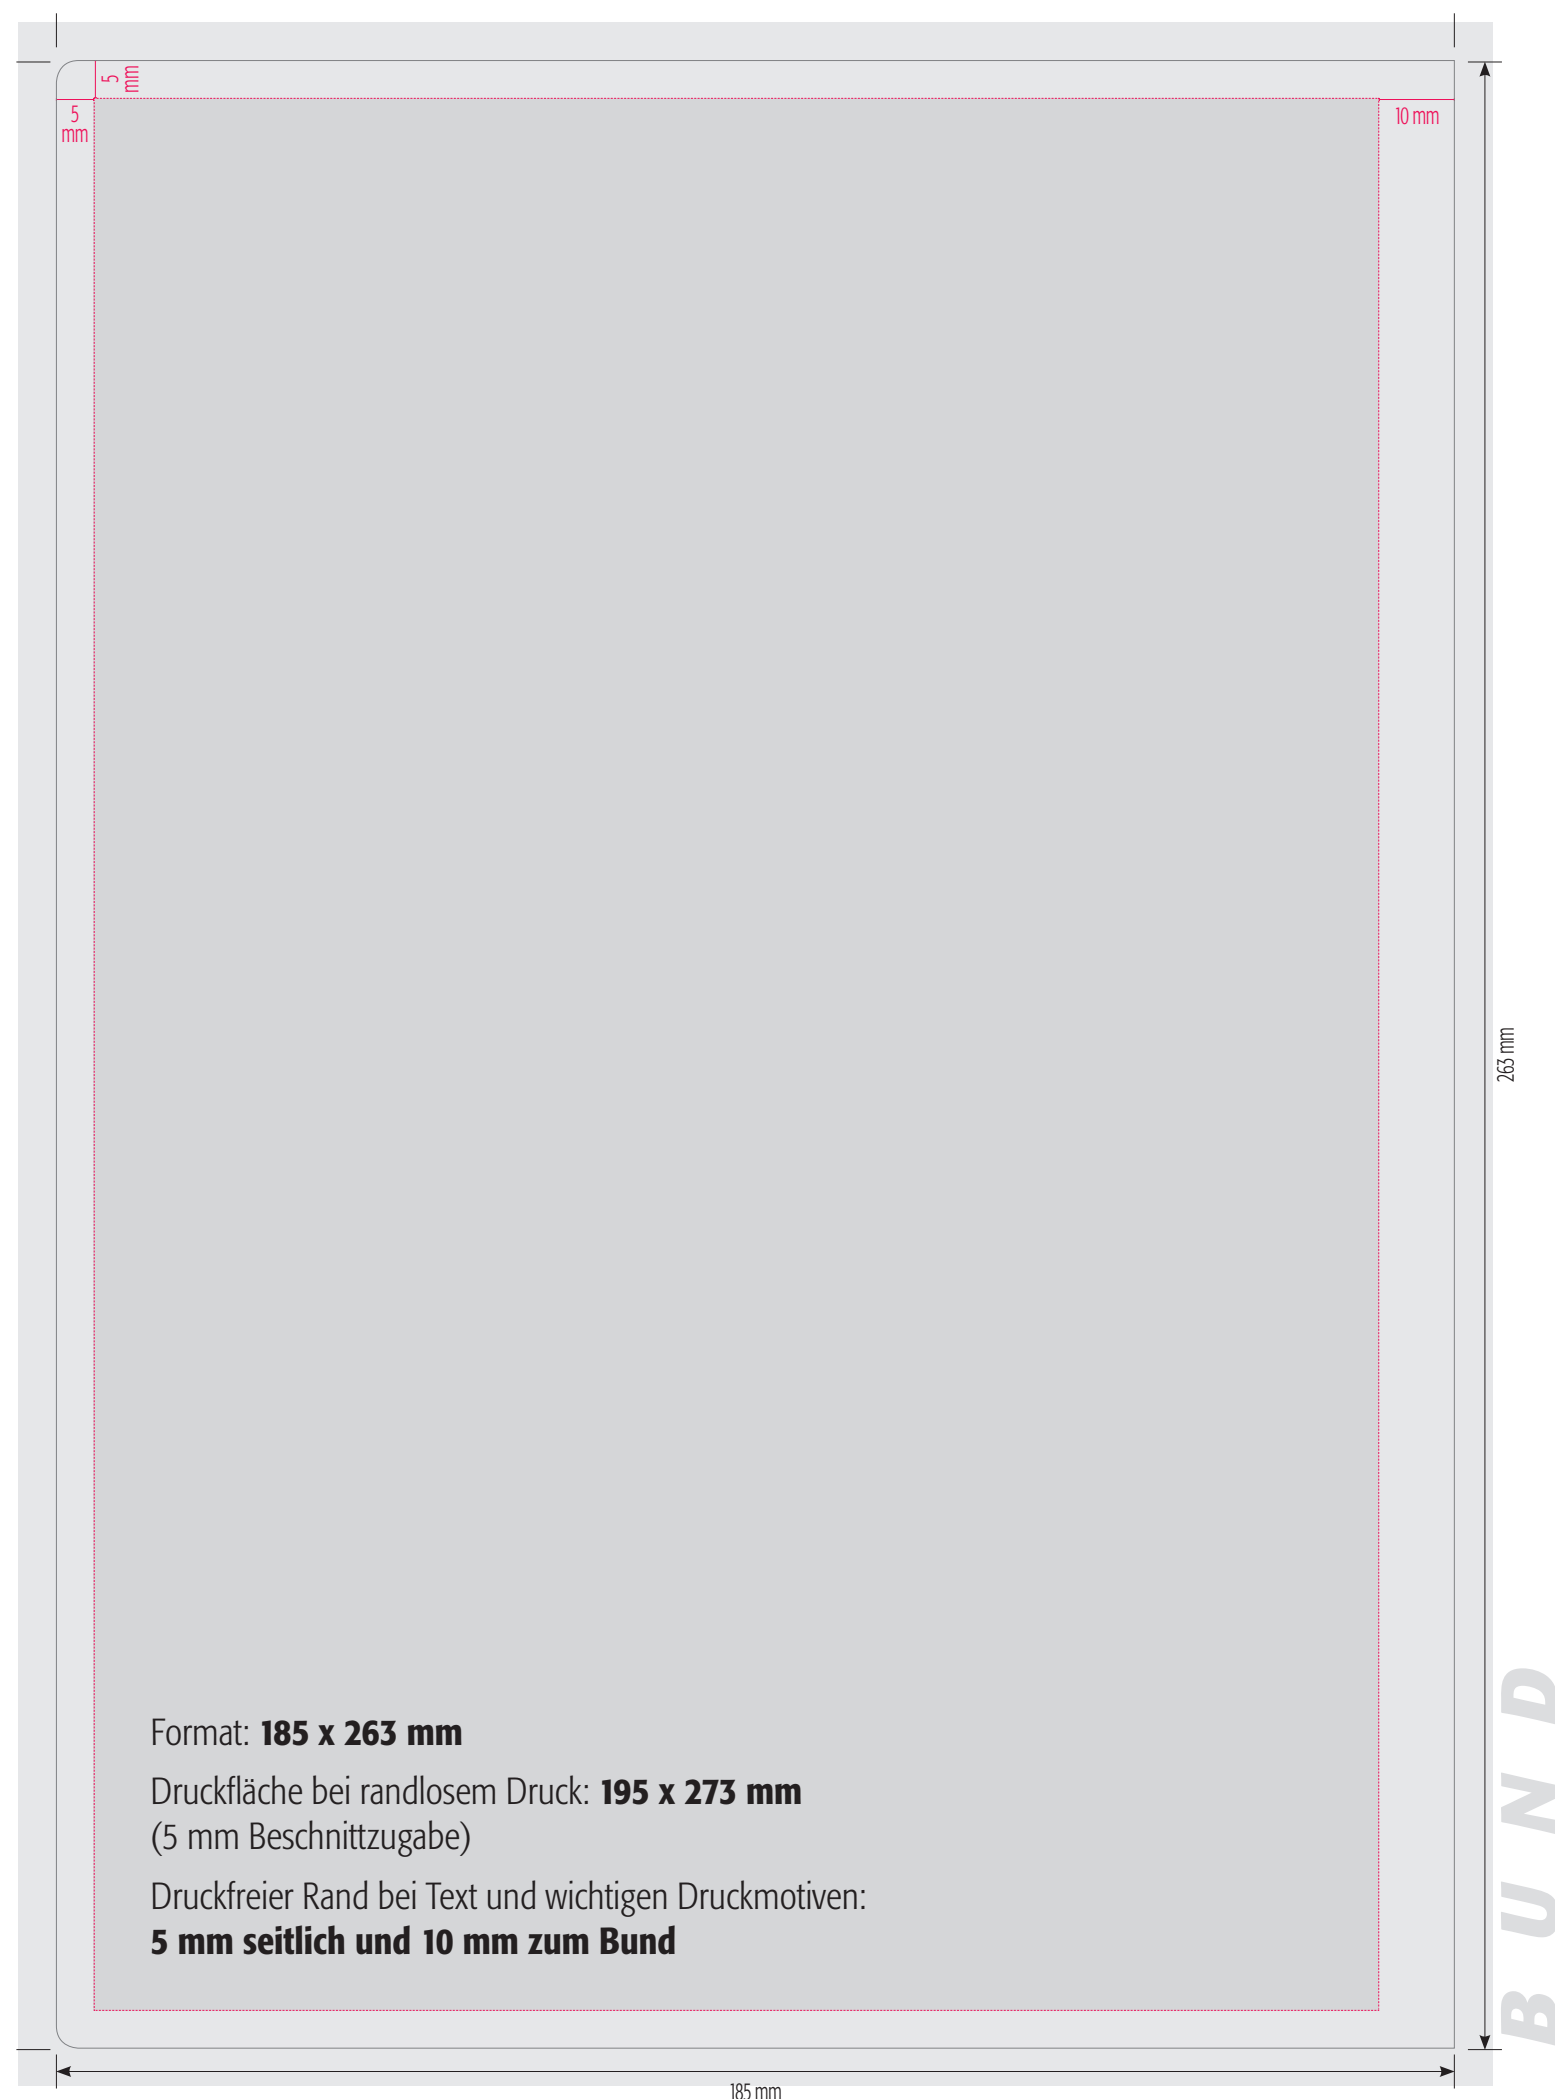 5
mm
5
mm
10 mm
263 mm
Format: 185 x 263 mm
Druckfläche bei randlosem Druck: 195 x 273 mm
(5 mm Beschnittzugabe)
Druckfreier Rand bei Text und wichtigen Druckmotiven:
5 mm seitlich und 10 mm zum Bund
BUND
185 mm